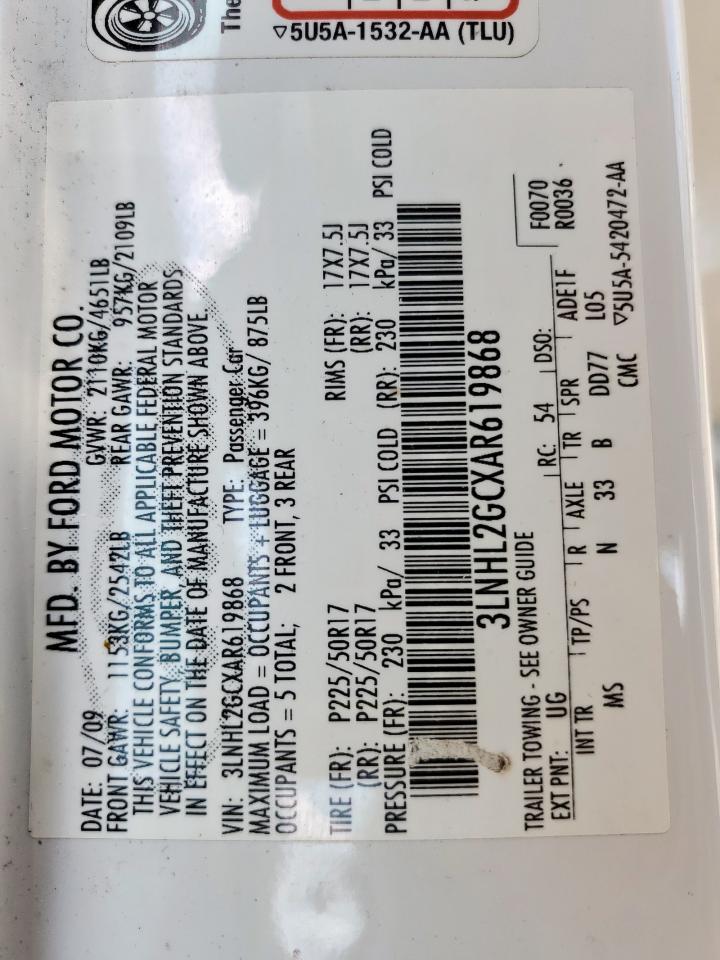 The
▽5U5A-1532-AA (TLU)
MFD. BY FORD MOTOR CO.
DATE: 07/09 GVWR: 2110KG/4651LB
FRONT GAWR: 1153KG/2542LB REAR GAWR: 957KG/2109LB
THIS VEHICLE CONFORMS TO ALL APPLICABLE FEDERAL MOTOR
VEHICLE SAFETY, BUMPER, AND THEFT PREVENTION STANDARDS
IN EFFECT ON THE DATE OF MANUFACTURE SHOWN ABOVE.
VIN: 3LNHL2GCXAR619868 TYPE: Passenger Car
MAXIMUM LOAD = OCCUPANTS + LUGGAGE = 396KG/ 875LB
OCCUPANTS = 5 TOTAL; 2 FRONT, 3 REAR
TIRE (FR): P225/50R17 RIMS (FR): 17X7.5J
(RR): P225/50R17 (RR): 17X7.5J
PRESSURE (FR): 230 kPa/ 33 PSI COLD (RR): 230 kPa/ 33 PSI COLD
3LNHL2GCXAR619868
TRAILER TOWING - SEE OWNER GUIDE
EXT PNT: UG RC: 54 DSO: F0070
R0036
INT TR TP/PS R AXLE TR SPR ADE1F
MS N 33 B DD77 L05
CMC ▽5U5A-5420472-AA